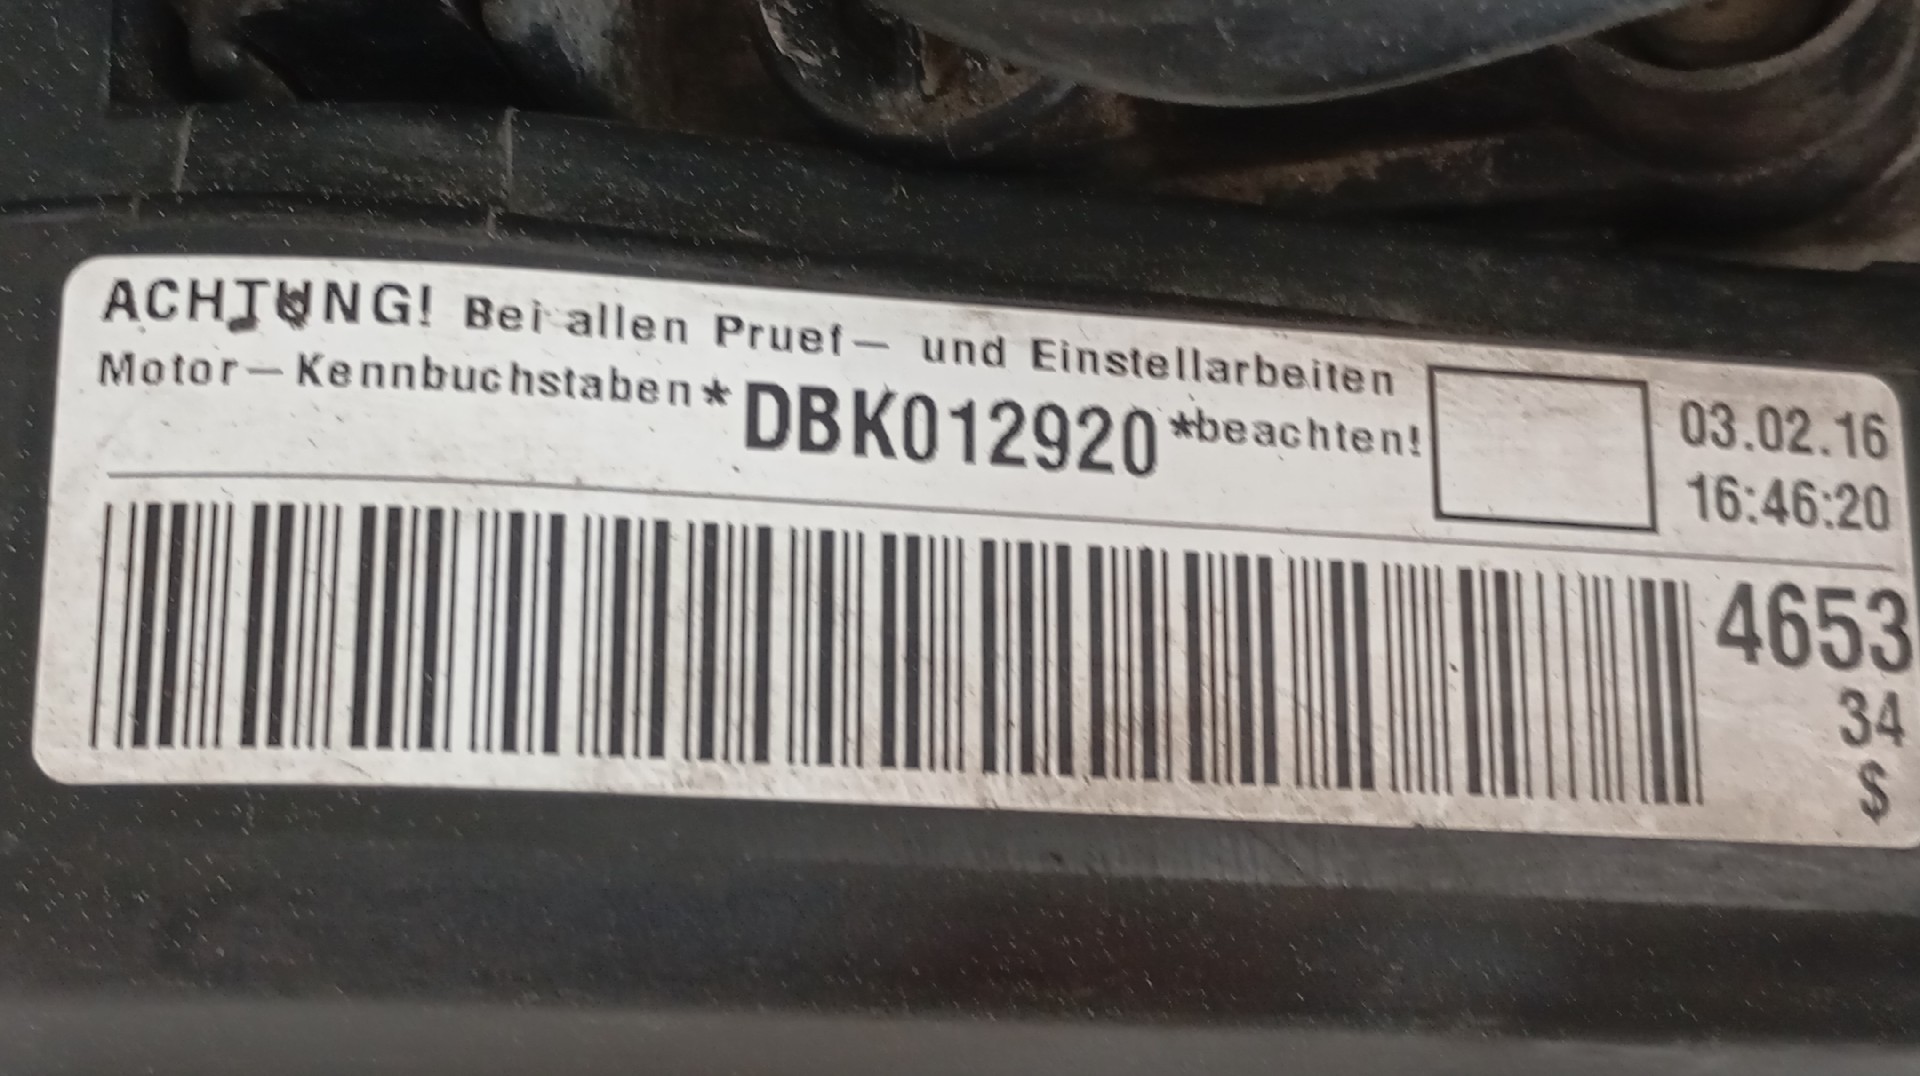 ACHTUNG! Bei allen Pruef- und Einstellarbeiten
Motor-Kennbuchstaben*DBK012920*beachten!
03.02.16
16:46:20
4653
34
$